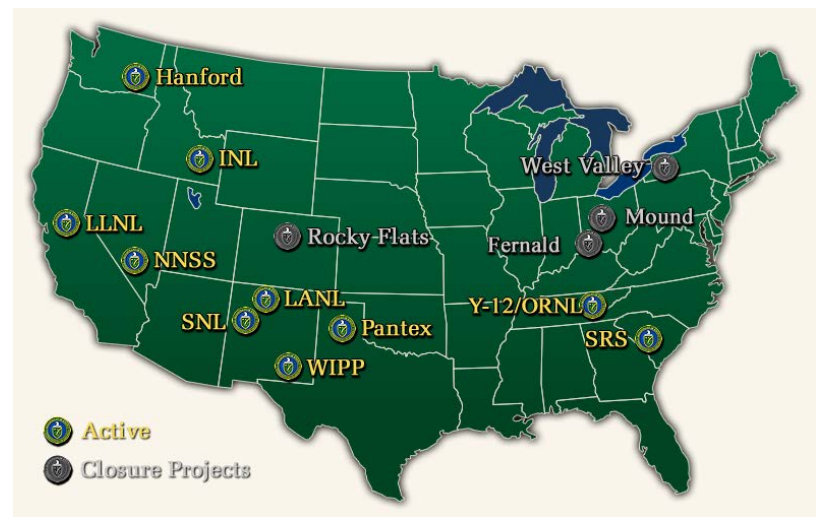 Hanford
INL
West Valley
LLNL
Mound
Rocky Flats
Fernald
NNSS
LANL
Y-12/ORNL
SNL
Pantex
SRS
WIPP
Active
Closure Projects